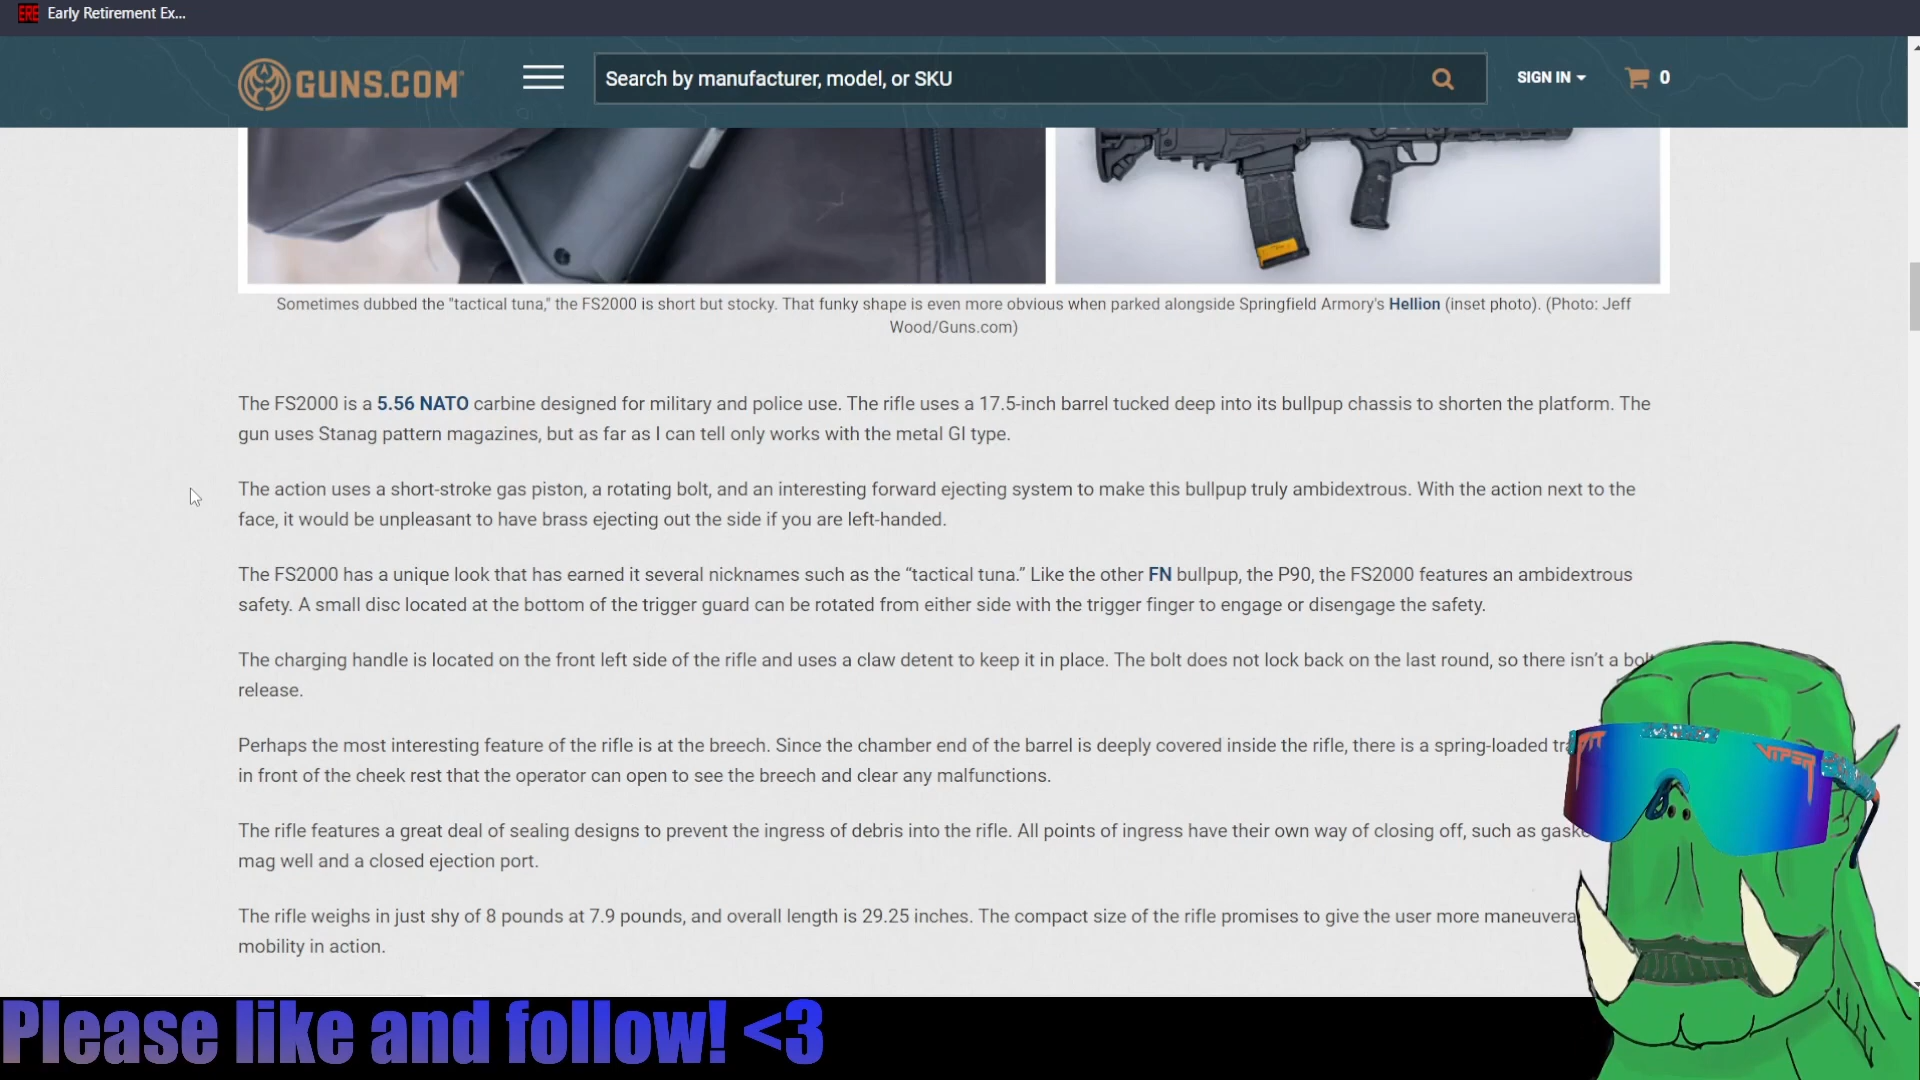 ERE Early Retirement Ex...
GUNS.COM Search by manufacturer, model, or SKU SIGN IN 0
Sometimes dubbed the "tactical tuna," the FS2000 is short but stocky. That funky shape is even more obvious when parked alongside Springfield Armory's Hellion (inset photo). (Photo: Jeff
Wood/Guns.com)
The FS2000 is a 5.56 NATO carbine designed for military and police use. The rifle uses a 17.5-inch barrel tucked deep into its bullpup chassis to shorten the platform. The
gun uses Stanag pattern magazines, but as far as I can tell only works with the metal GI type.
The action uses a short-stroke gas piston, a rotating bolt, and an interesting forward ejecting system to make this bullpup truly ambidextrous. With the action next to the
face, it would be unpleasant to have brass ejecting out the side if you are left-handed.
The FS2000 has a unique look that has earned it several nicknames such as the “tactical tuna.” Like the other FN bullpup, the P90, the FS2000 features an ambidextrous
safety. A small disc located at the bottom of the trigger guard can be rotated from either side with the trigger finger to engage or disengage the safety.
The charging handle is located on the front left side of the rifle and uses a claw detent to keep it in place. The bolt does not lock back on the last round, so there isn’t a bolt
release.
Perhaps the most interesting feature of the rifle is at the breech. Since the chamber end of the barrel is deeply covered inside the rifle, there is a spring-loaded
in front of the cheek rest that the operator can open to see the breech and clear any malfunctions.
The rifle features a great deal of sealing designs to prevent the ingress of debris into the rifle. All points of ingress have their own way of closing off, such as
mag well and a closed ejection port.
The rifle weighs in just shy of 8 pounds at 7.9 pounds, and overall length is 29.25 inches. The compact size of the rifle promises to give the user more
mobility in action.
PIT VIPER
Please like and follow! <3